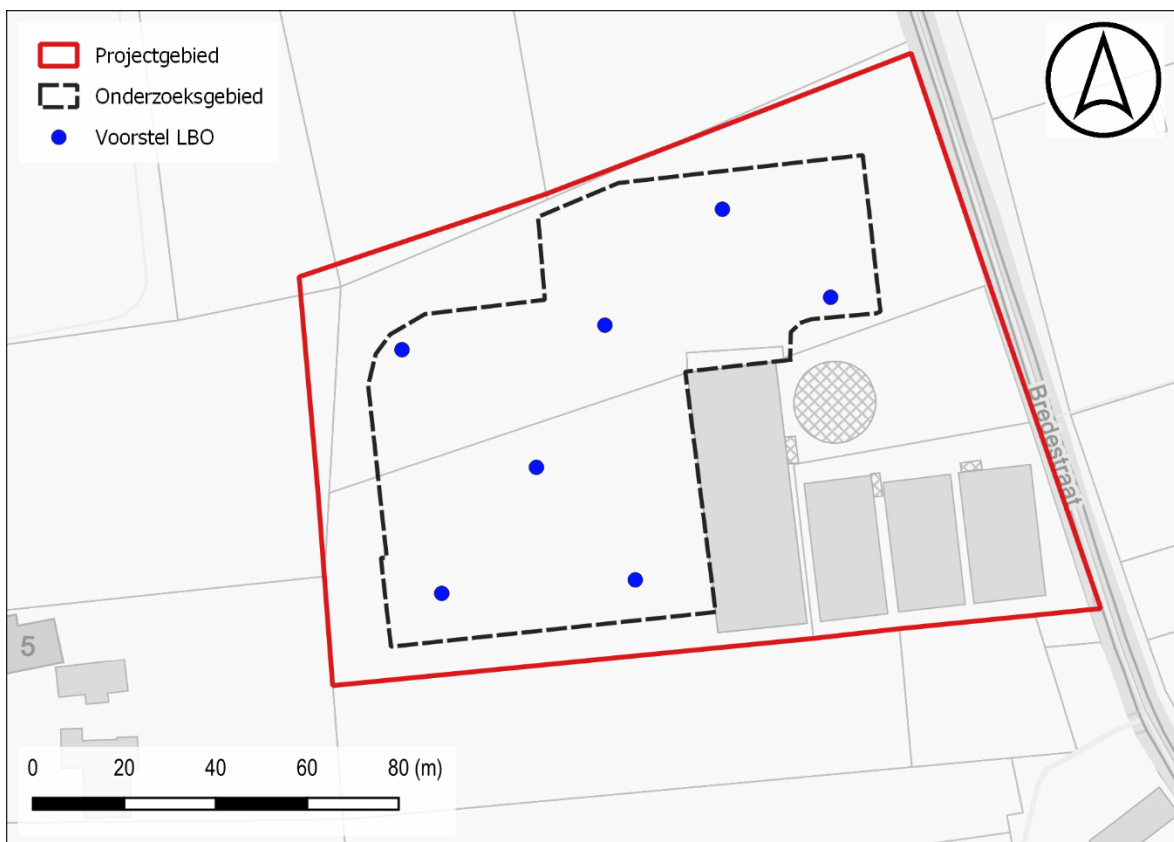 Projectgebied
Onderzoeksgebied
Voorstel LBO
Bredestraat
5
0 20 40 60 80 (m)